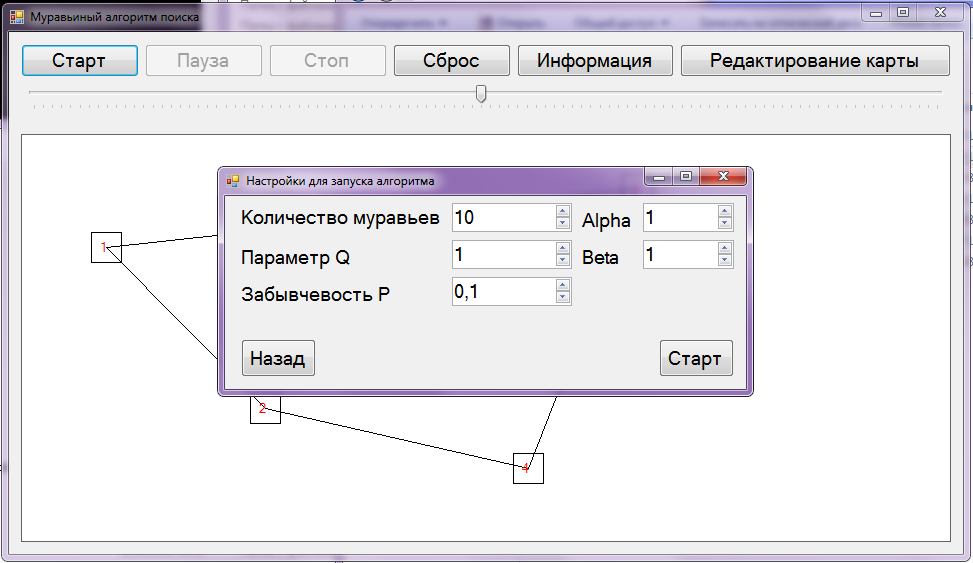 Муравьиный алгоритм поиска
Старт
Пауза
Стоп
Сброс
Информация
Редактирование карты
Настройки для запуска алгоритма
Количество муравьев 10 Alpha 1
Параметр Q 1 Beta 1
Забывчевость P 0,1
Назад
Старт
1
2
4